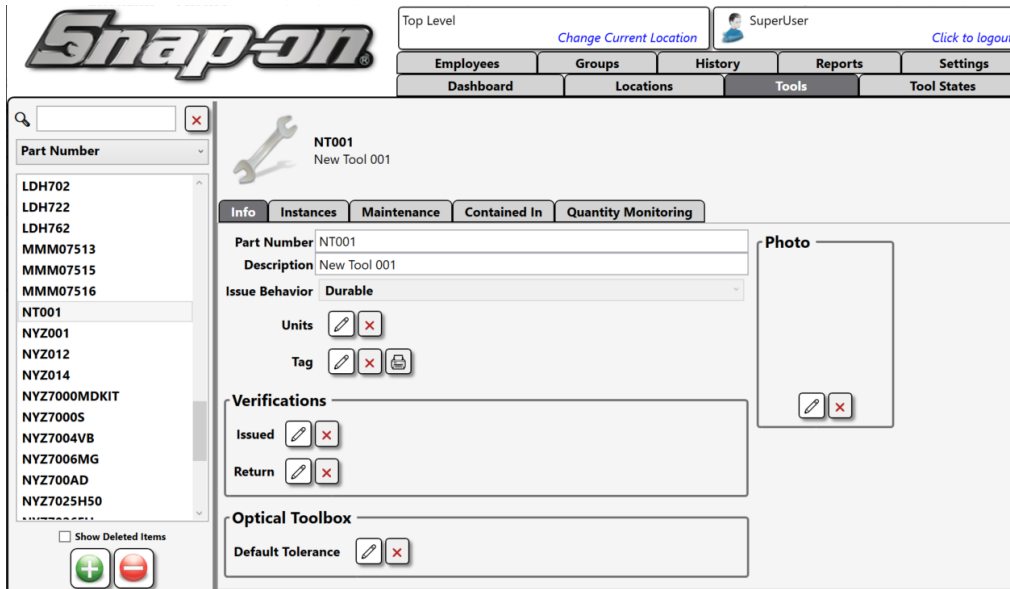 Snap-on®
Top Level
Change Current Location
SuperUser
Click to logout
Employees
Groups
History
Reports
Settings
Dashboard
Locations
Tools
Tool States
Part Number
LDH702
LDH722
LDH762
MMM07513
MMM07515
MMM07516
NT001
NYZ001
NYZ012
NYZ014
NYZ7000MDKIT
NYZ7000S
NYZ7004VB
NYZ7006MG
NYZ700AD
NYZ7025H50
Show Deleted Items
NT001
New Tool 001
Info
Instances
Maintenance
Contained In
Quantity Monitoring
Part Number NT001
Description New Tool 001
Issue Behavior Durable
Units
Tag
Verifications
Issued
Return
Optical Toolbox
Default Tolerance
Photo